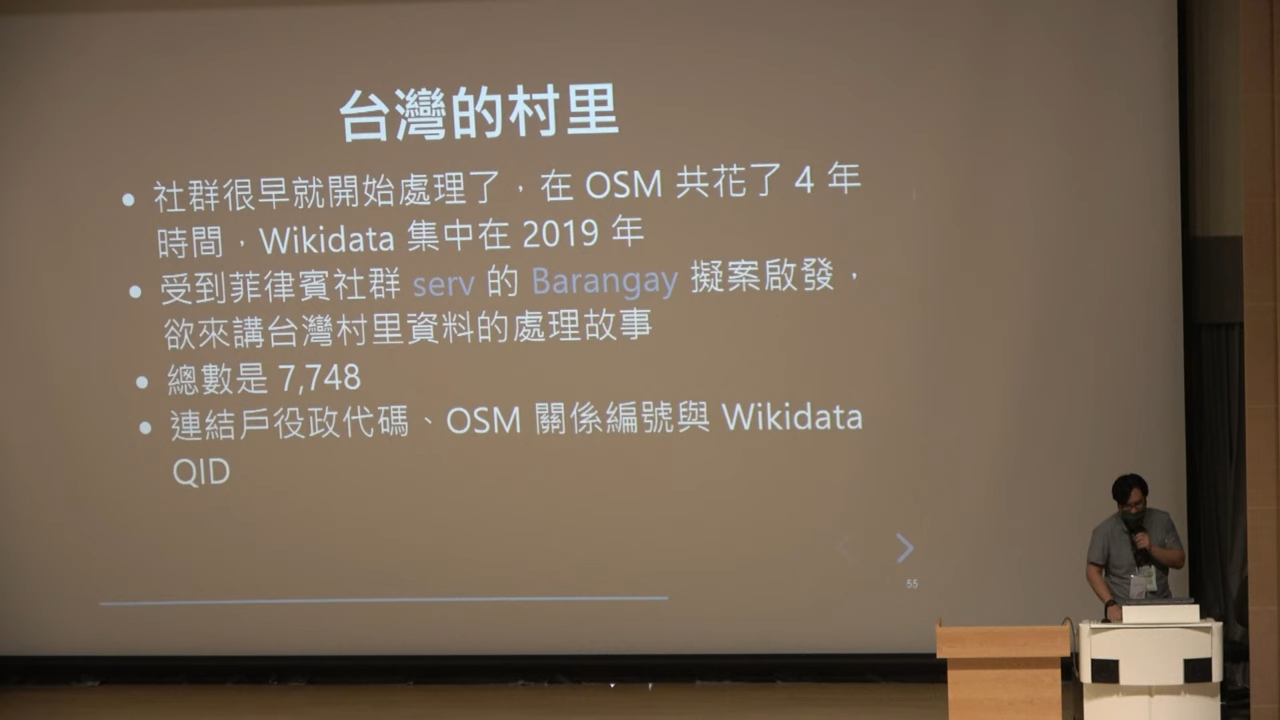 台灣的村里
• 社群很早就開始處理了，在 OSM 共花了 4 年
時間，Wikidata 集中在 2019 年
• 受到菲律賓社群 serv 的 Barangay 擬案啟發，
欲來講台灣村里資料的處理故事
• 總數是 7,748
• 連結戶役政代碼、OSM 關係編號與 Wikidata
QID
55